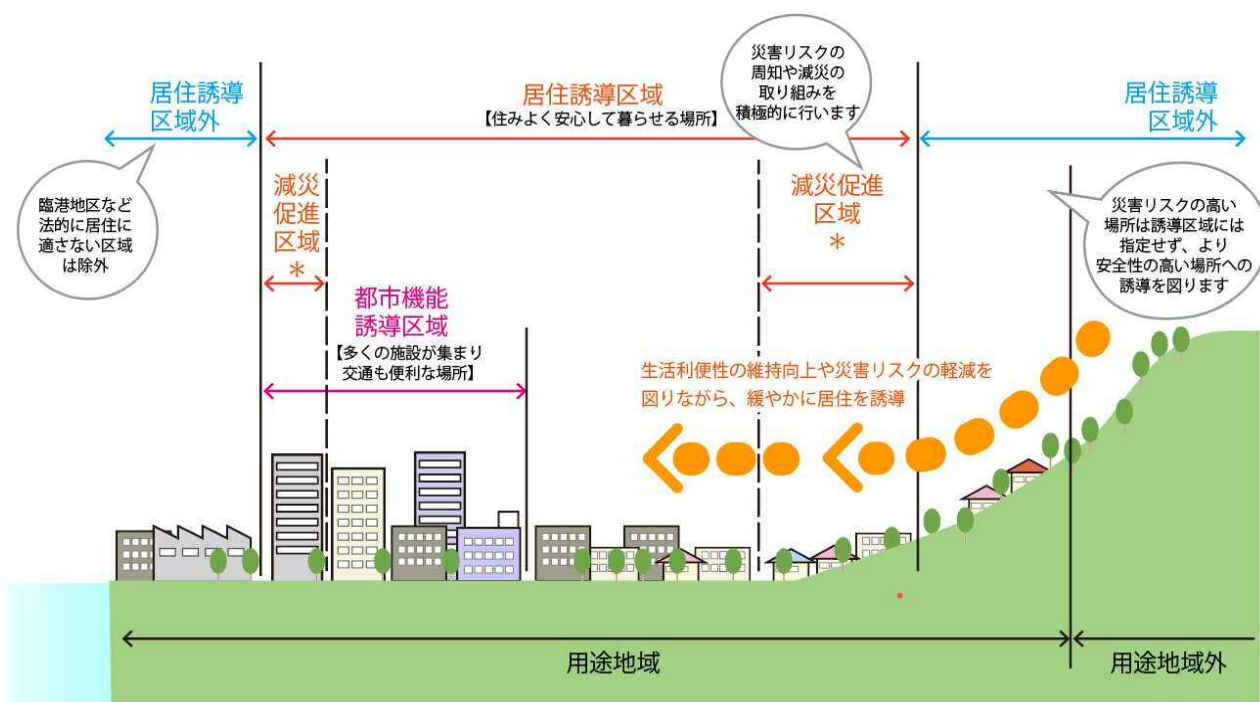 災害リスクの
周知や減災の
取り組みを
積極的に行います
居住誘導
区域外
居住誘導区域
【住みよく安心して暮らせる場所】
居住誘導
区域外
臨港地区など
法的に居住に
適さない区域
は除外
減災
促進
区域
＊
減災促進
区域
＊
災害リスクの高い
場所は誘導区域には
指定せず、より
安全性の高い場所への
誘導を図ります
都市機能
誘導区域
【多くの施設が集まり
交通も便利な場所】
生活利便性の維持向上や災害リスクの軽減を
図りながら、緩やかに居住を誘導
用途地域
用途地域外